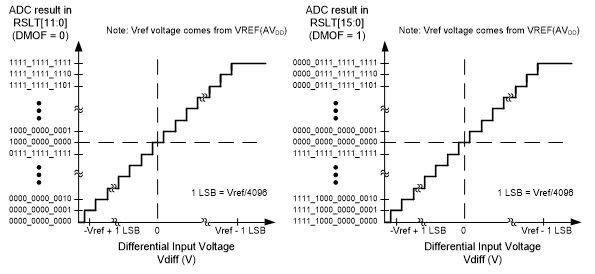 ADC result in
RSLT[11:0]
(DMOF = 0)
Note: Vref voltage comes from VREF(AVDD)
1111_1111_1111
1111_1111_1110
1111_1111_1101
1000_0000_0001
1000_0000_0000
0111_1111_1111
0000_0000_0010
0000_0000_0001
0000_0000_0000
1 LSB = Vref/4096
-Vref + 1 LSB
0
Vref - 1 LSB
Differential Input Voltage
Vdiff (V)
ADC result in
RSLT[15:0]
(DMOF = 1)
Note: Vref voltage comes from VREF(AVDD)
0000_0111_1111_1111
0000_0111_1111_1110
0000_0111_1111_1101
0000_0000_0000_0001
0000_0000_0000_0000
1111_1111_1111_1111
1111_1000_0000_0010
1111_1000_0000_0001
1111_1000_0000_0000
1 LSB = Vref/4096
-Vref + 1 LSB
0
Vref - 1 LSB
Differential Input Voltage
Vdiff (V)